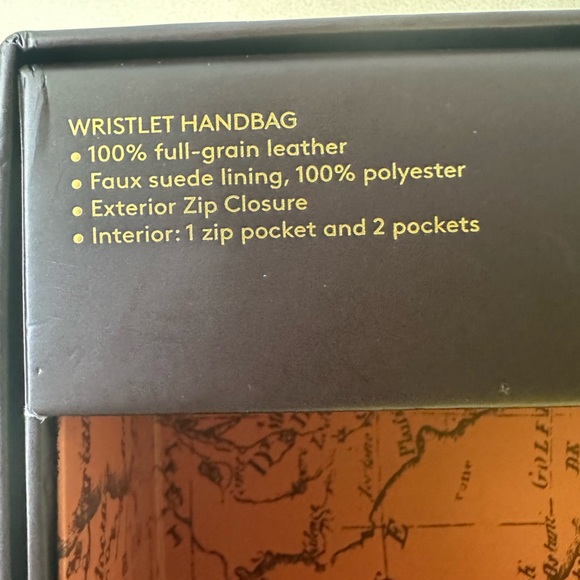 WRISTLET HANDBAG
• 100% full-grain leather
• Faux suede lining, 100% polyester
• Exterior Zip Closure
• Interior: 1 zip pocket and 2 pockets